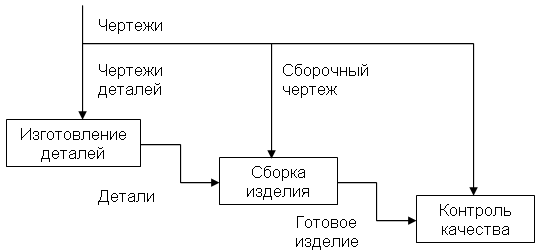 Чертежи
Чертежи
деталей
Сборочный
чертеж
Изготовление
деталей
Детали
Сборка
изделия
Готовое
изделие
Контроль
качества